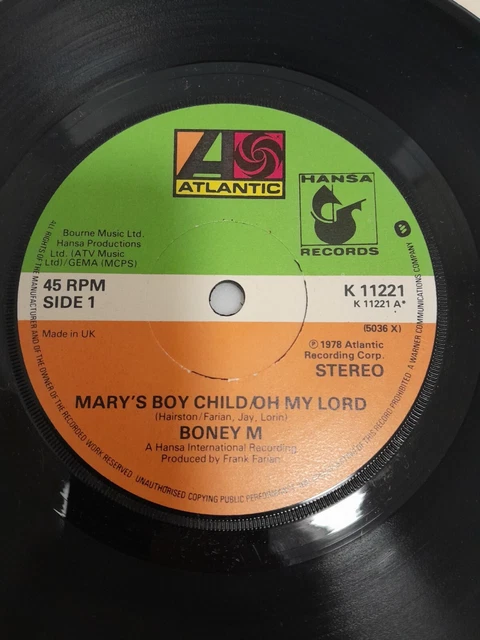 ATLANTIC
HANSA
RECORDS
Bourne Music Ltd.
Hansa Productions
Ltd. (ATV Music
Ltd)/GEMA (MCPS)
45 RPM
SIDE 1
K 11221
K 11221 A*
(5036 X)
Made in UK
℗ 1978 Atlantic
Recording Corp.
STEREO
MARY'S BOY CHILD/OH MY LORD
(Hairston/Farian, Jay, Lorin)
BONEY M
A Hansa International Recording
Produced by Frank Farian
ALL RIGHTS OF THE MANUFACTURER AND OF THE OWNER OF THE RECORDED WORK RESERVED UNAUTHORISED COPYING PUBLIC PERFORMANCE
PROHIBITED A WARNER COMMUNICATIONS COMPANY